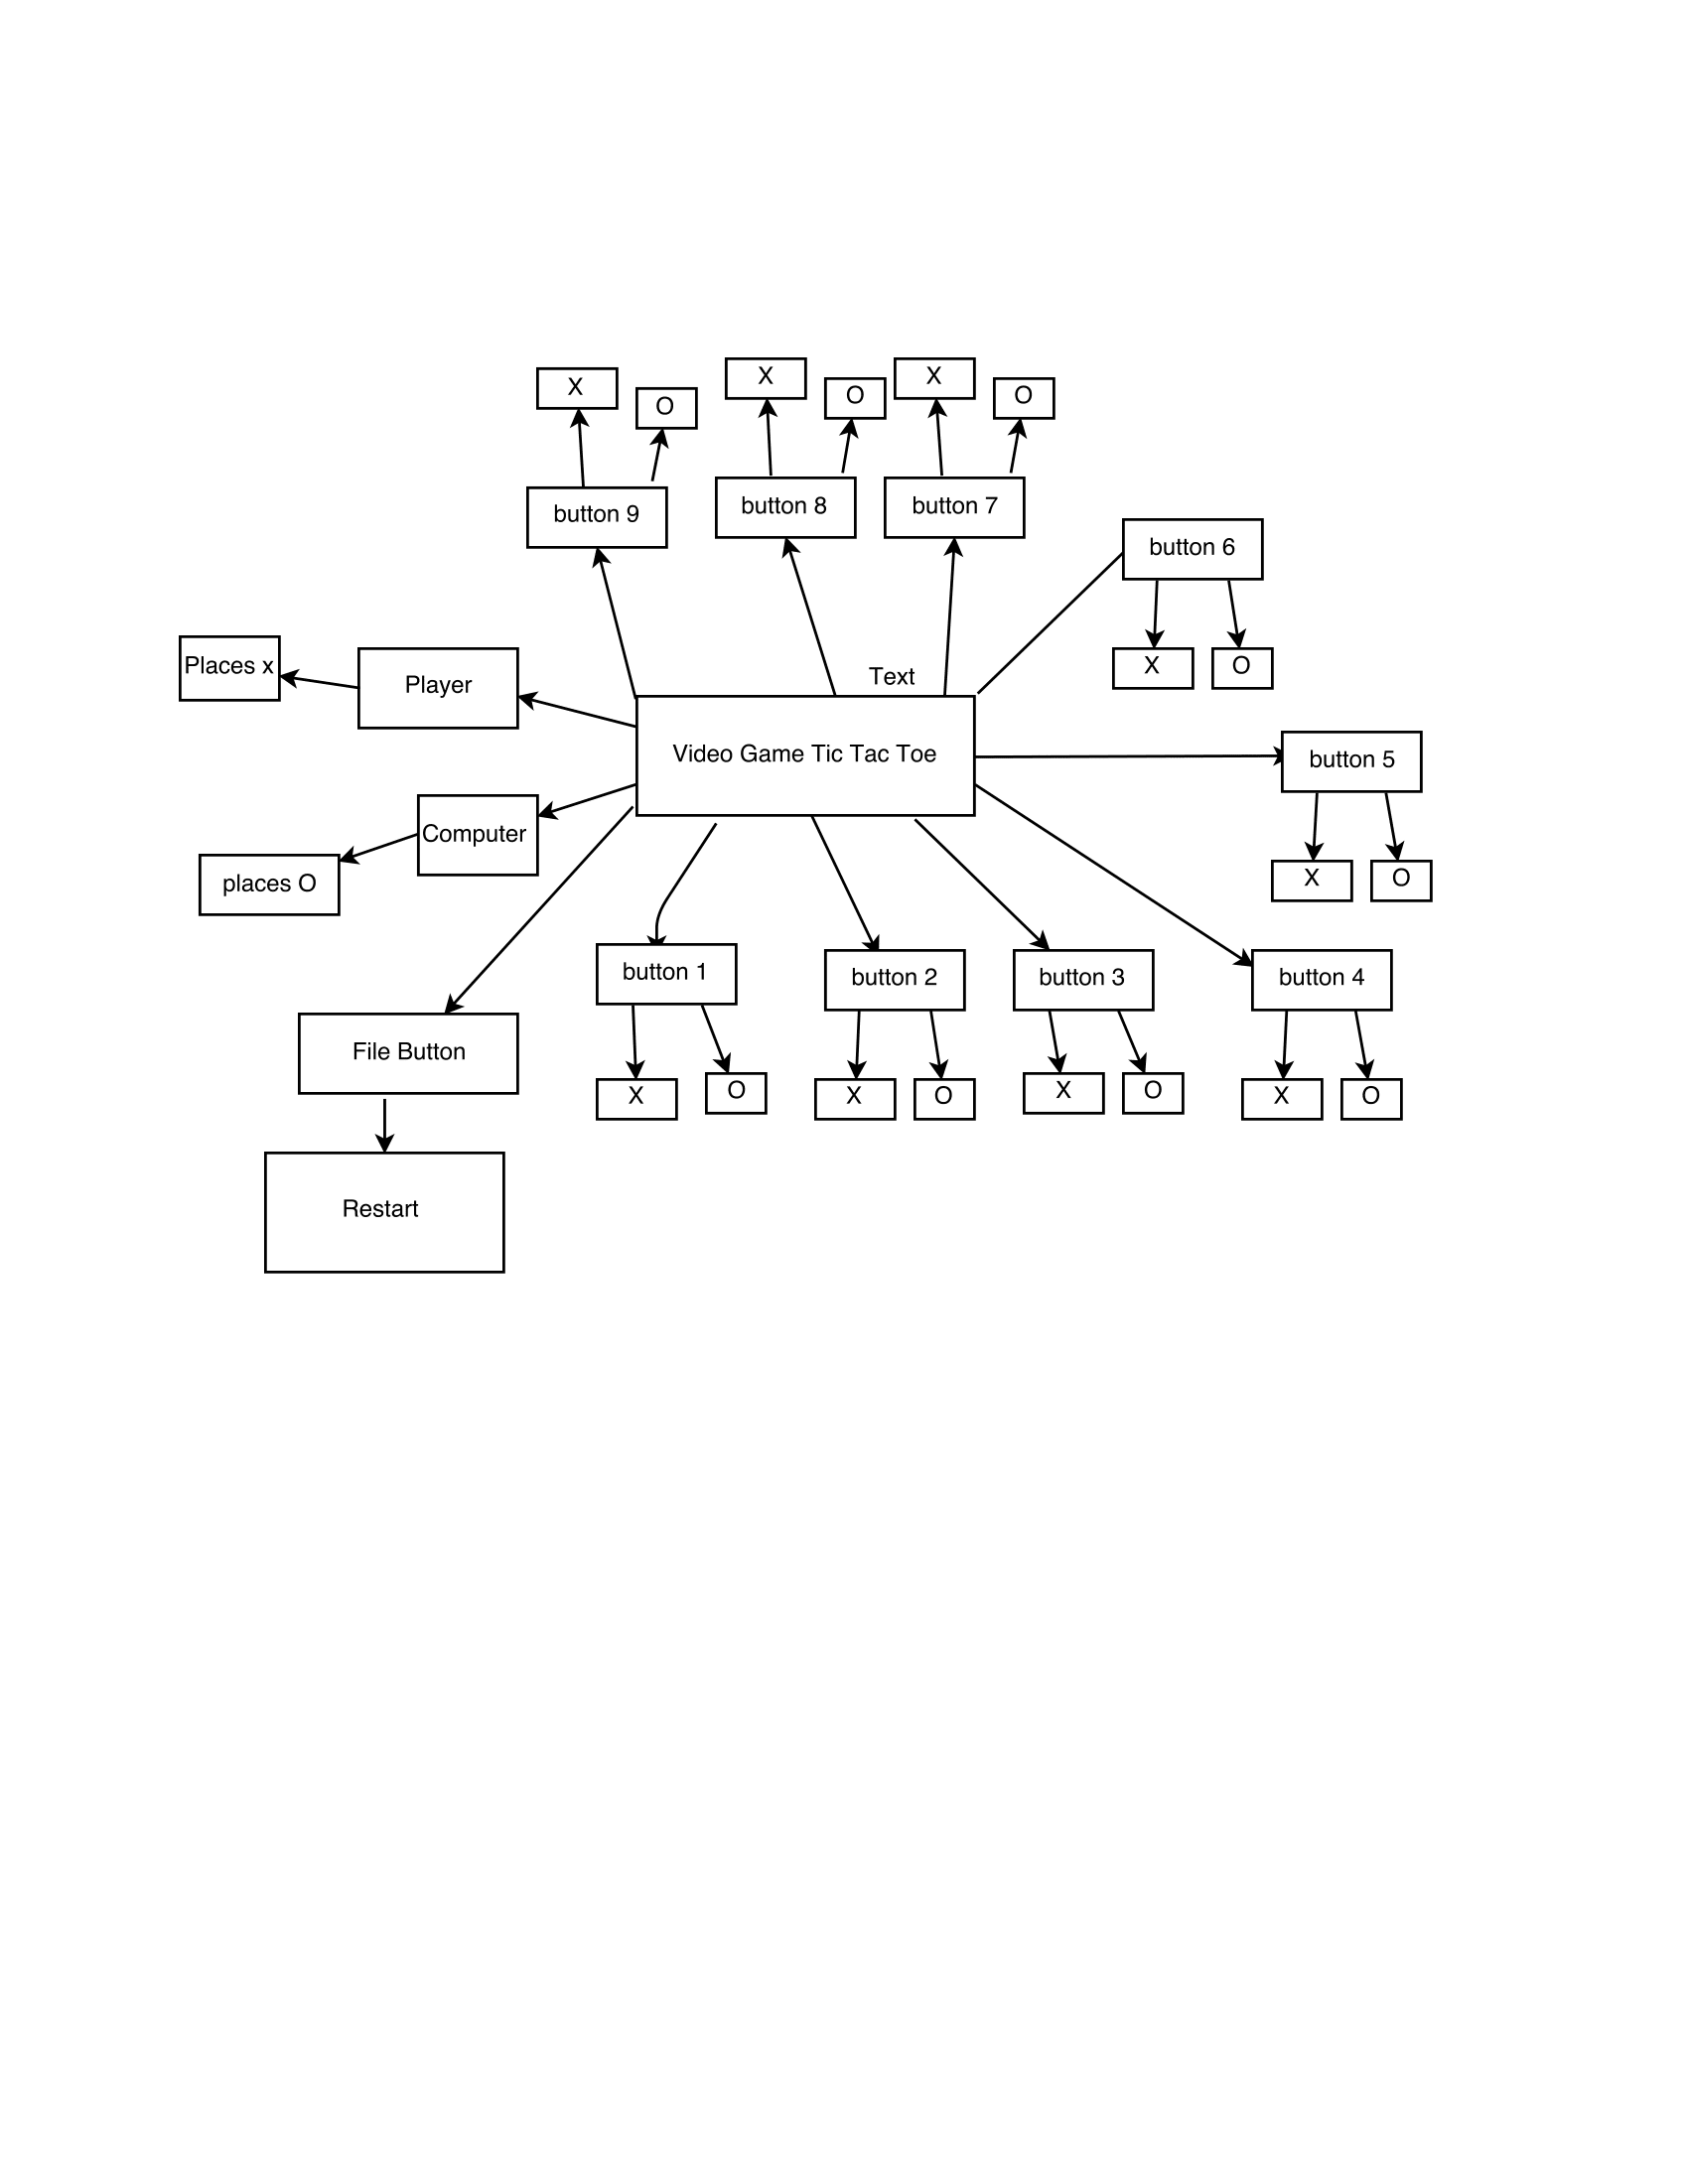 X
O
X
O
X
O
button 9
button 8
button 7
button 6
X
O
Places x
Player
Text
Video Game Tic Tac Toe
button 5
X
O
Computer
places O
button 1
button 2
button 3
button 4
X
O
X
O
X
O
X
O
File Button
Restart